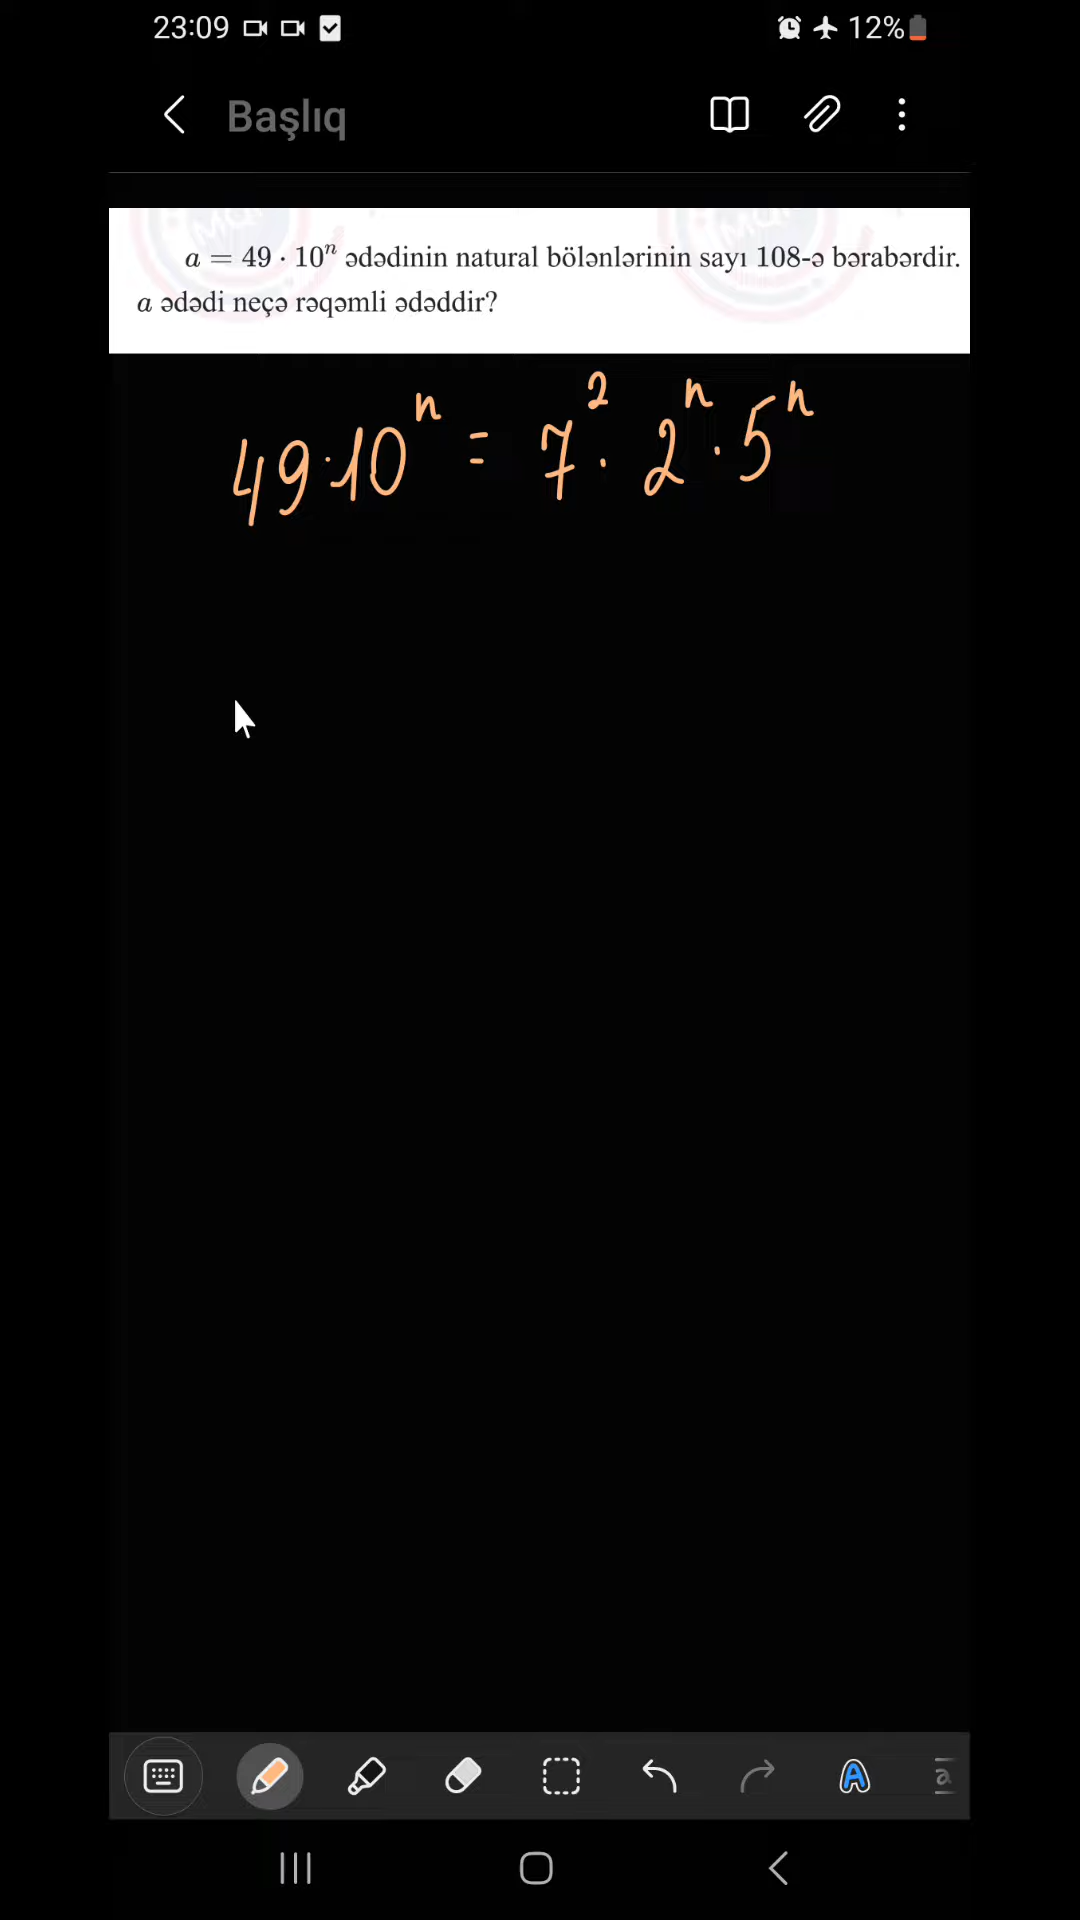 23:09 12%
Başlıq
a = 49 · 10ⁿ ədədinin natural bölənlərinin sayı 108-ə bərabərdir.
a ədədi neçə rəqəmli ədəddir?
49·10ⁿ = 7² · 2ⁿ · 5ⁿ
A a